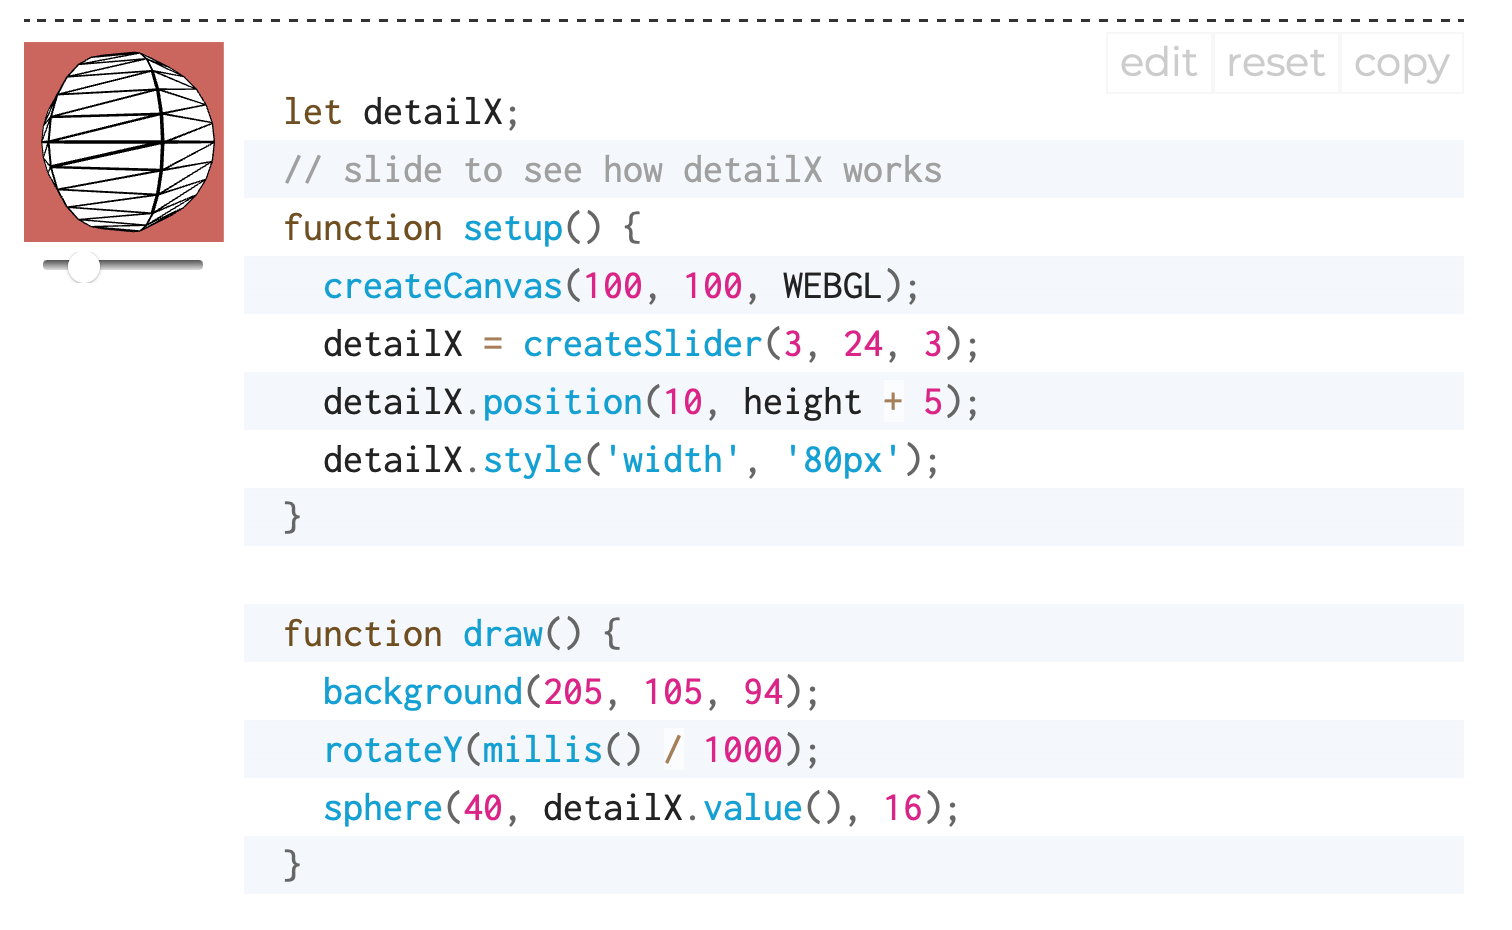 edit reset copy
let detailX;
// slide to see how detailX works
function setup() {
  createCanvas(100, 100, WEBGL);
  detailX = createSlider(3, 24, 3);
  detailX.position(10, height + 5);
  detailX.style('width', '80px');
}

function draw() {
  background(205, 105, 94);
  rotateY(millis() / 1000);
  sphere(40, detailX.value(), 16);
}